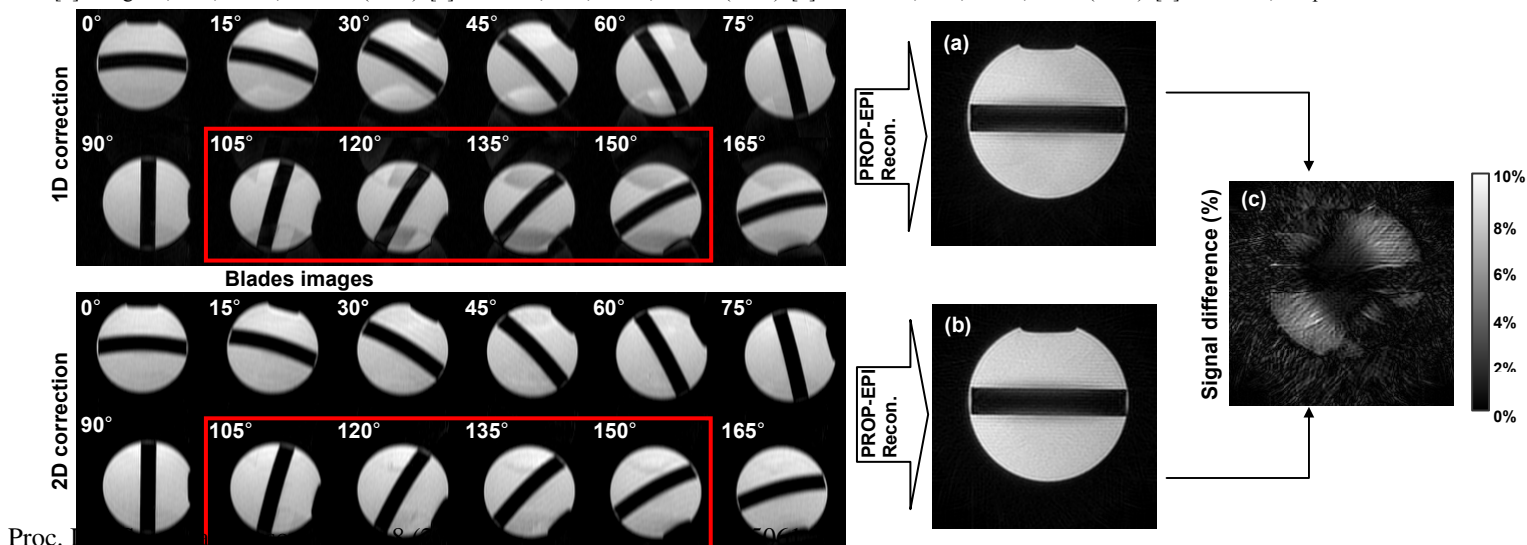 0° 15° 30° 45° 60° 75°
1D correction
90° 105° 120° 135° 150° 165°
Blades images
0° 15° 30° 45° 60° 75°
2D correction
90° 105° 120° 135° 150° 165°
PROP-EPI
Recon.
(a)
PROP-EPI
Recon.
(b)
(c)
Signal difference (%)
10%
8%
6%
4%
2%
0%
Proc.